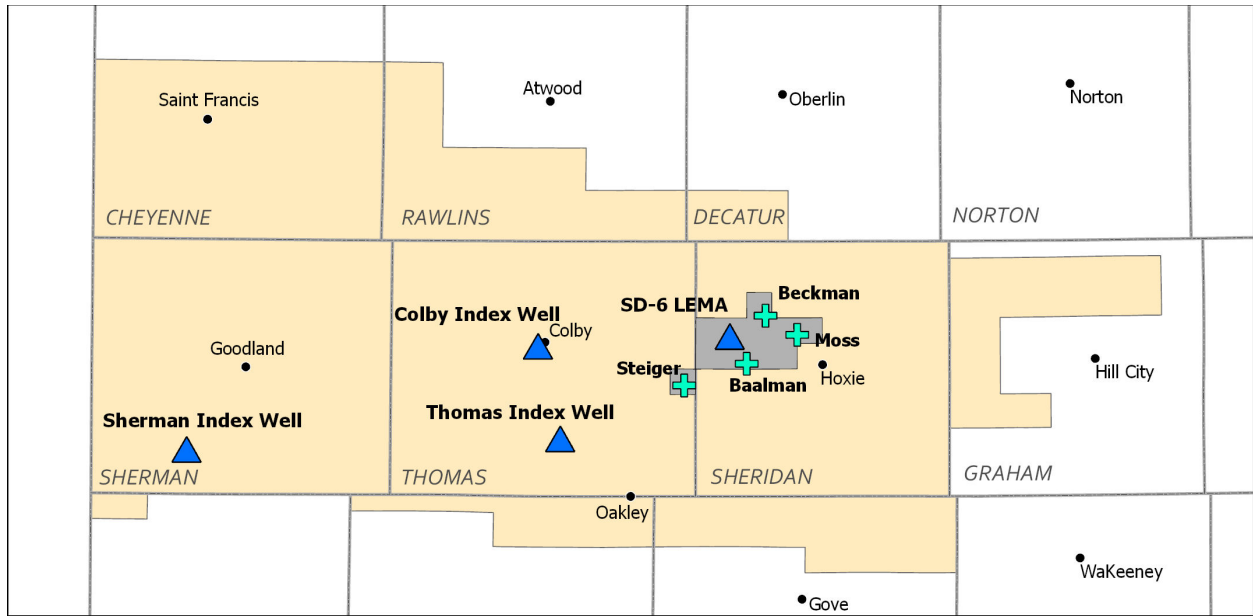 Atwood
Saint Francis
Oberlin
Norton
CHEYENNE
RAWLINS
DECATUR
NORTON
Beckman
SD-6 LEMA
Colby Index Well
Colby
Moss
Goodland
Steiger
Hoxie
Hill City
Baalman
Thomas Index Well
Sherman Index Well
SHERMAN
THOMAS
SHERIDAN
GRAHAM
Oakley
WaKeeney
Gove